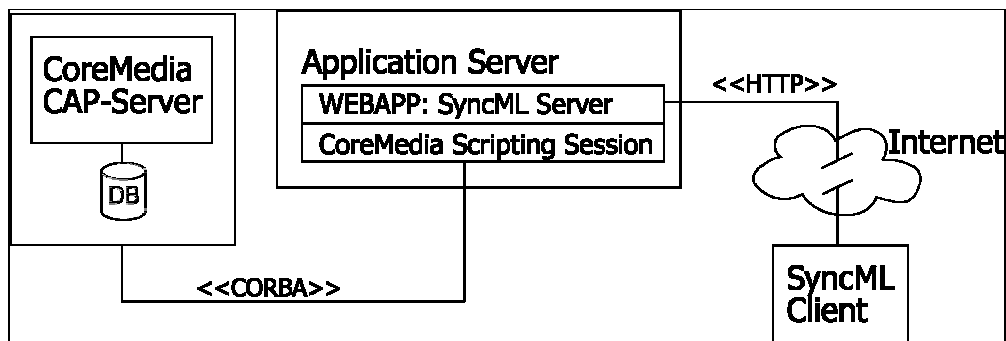 CoreMedia
CAP-Server
DB
Application Server
WEBAPP: SyncML Server
CoreMedia Scripting Session
<<HTTP>>
Internet
<<CORBA>>
SyncML
Client